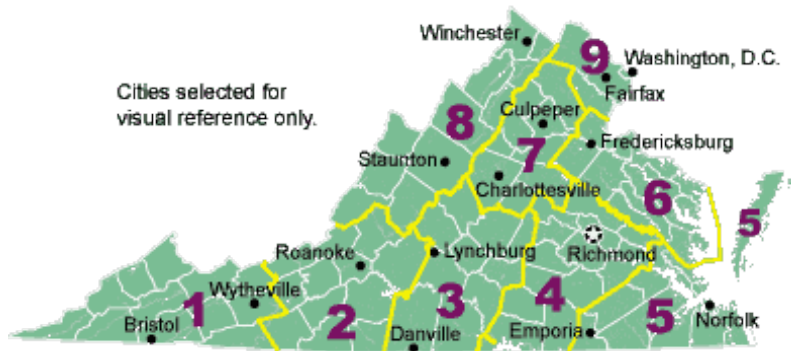 Winchester
9
Washington, D.C.
Cities selected for
visual reference only.
Fairfax
8
Culpeper
Fredericksburg
Staunton
7
Charlottesville
6
5
Roanoke
Lynchburg
Richmond
1
Wytheville
2
3
4
5
Bristol
Danville
Emporia
Norfolk